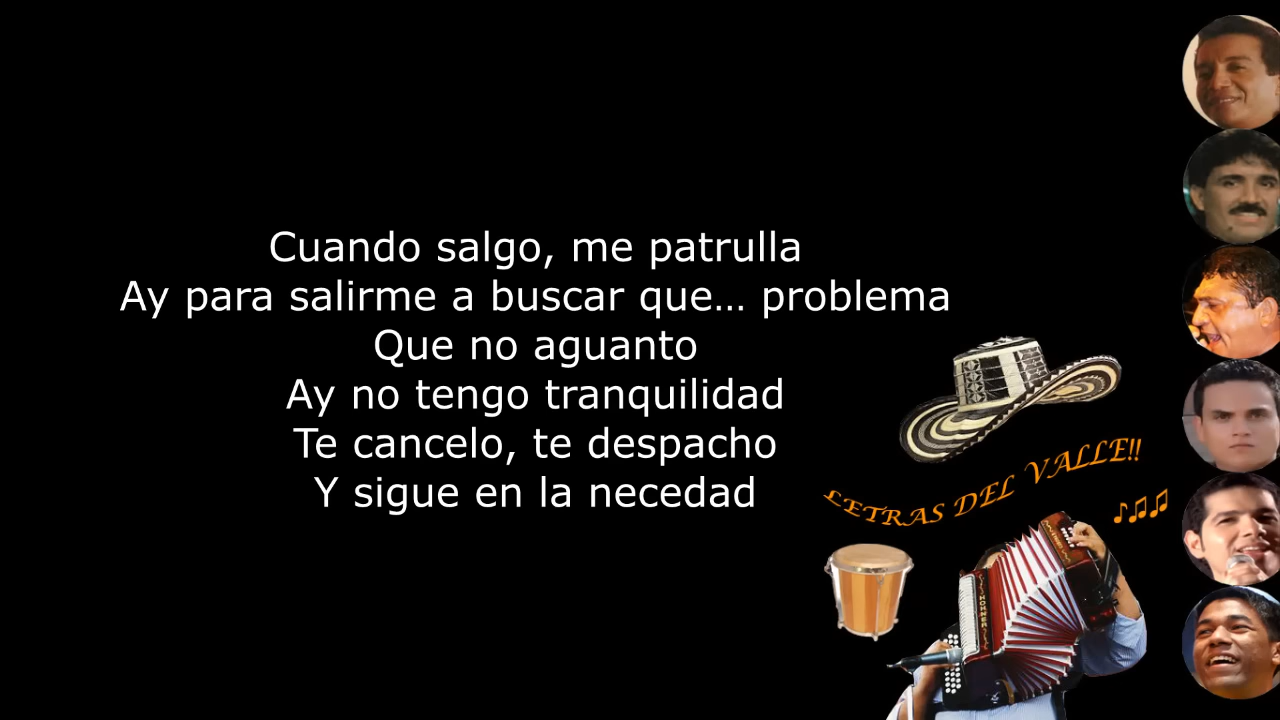 Cuando salgo, me patrulla
Ay para salirme a buscar que… problema
Que no aguanto
Ay no tengo tranquilidad
Te cancelo, te despacho
Y sigue en la necedad
LETRAS DEL VALLE!!
HOHNER